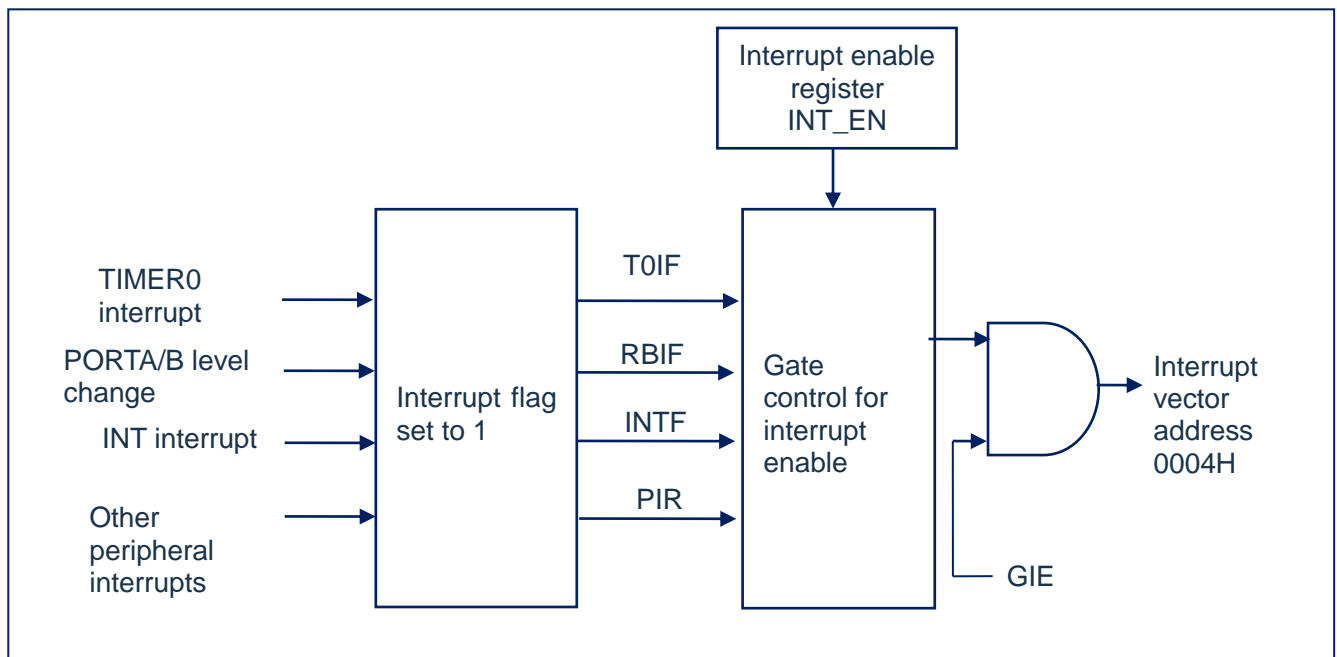 Interrupt enable
register
INT_EN
TIMER0
interrupt
PORTA/B level
change
INT interrupt
Other
peripheral
interrupts
Interrupt flag
set to 1
T0IF
RBIF
INTF
PIR
Gate
control for
interrupt
enable
GIE
Interrupt
vector
address
0004H